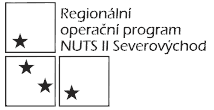 Regionální
operační program
NUTS II Severovýchod